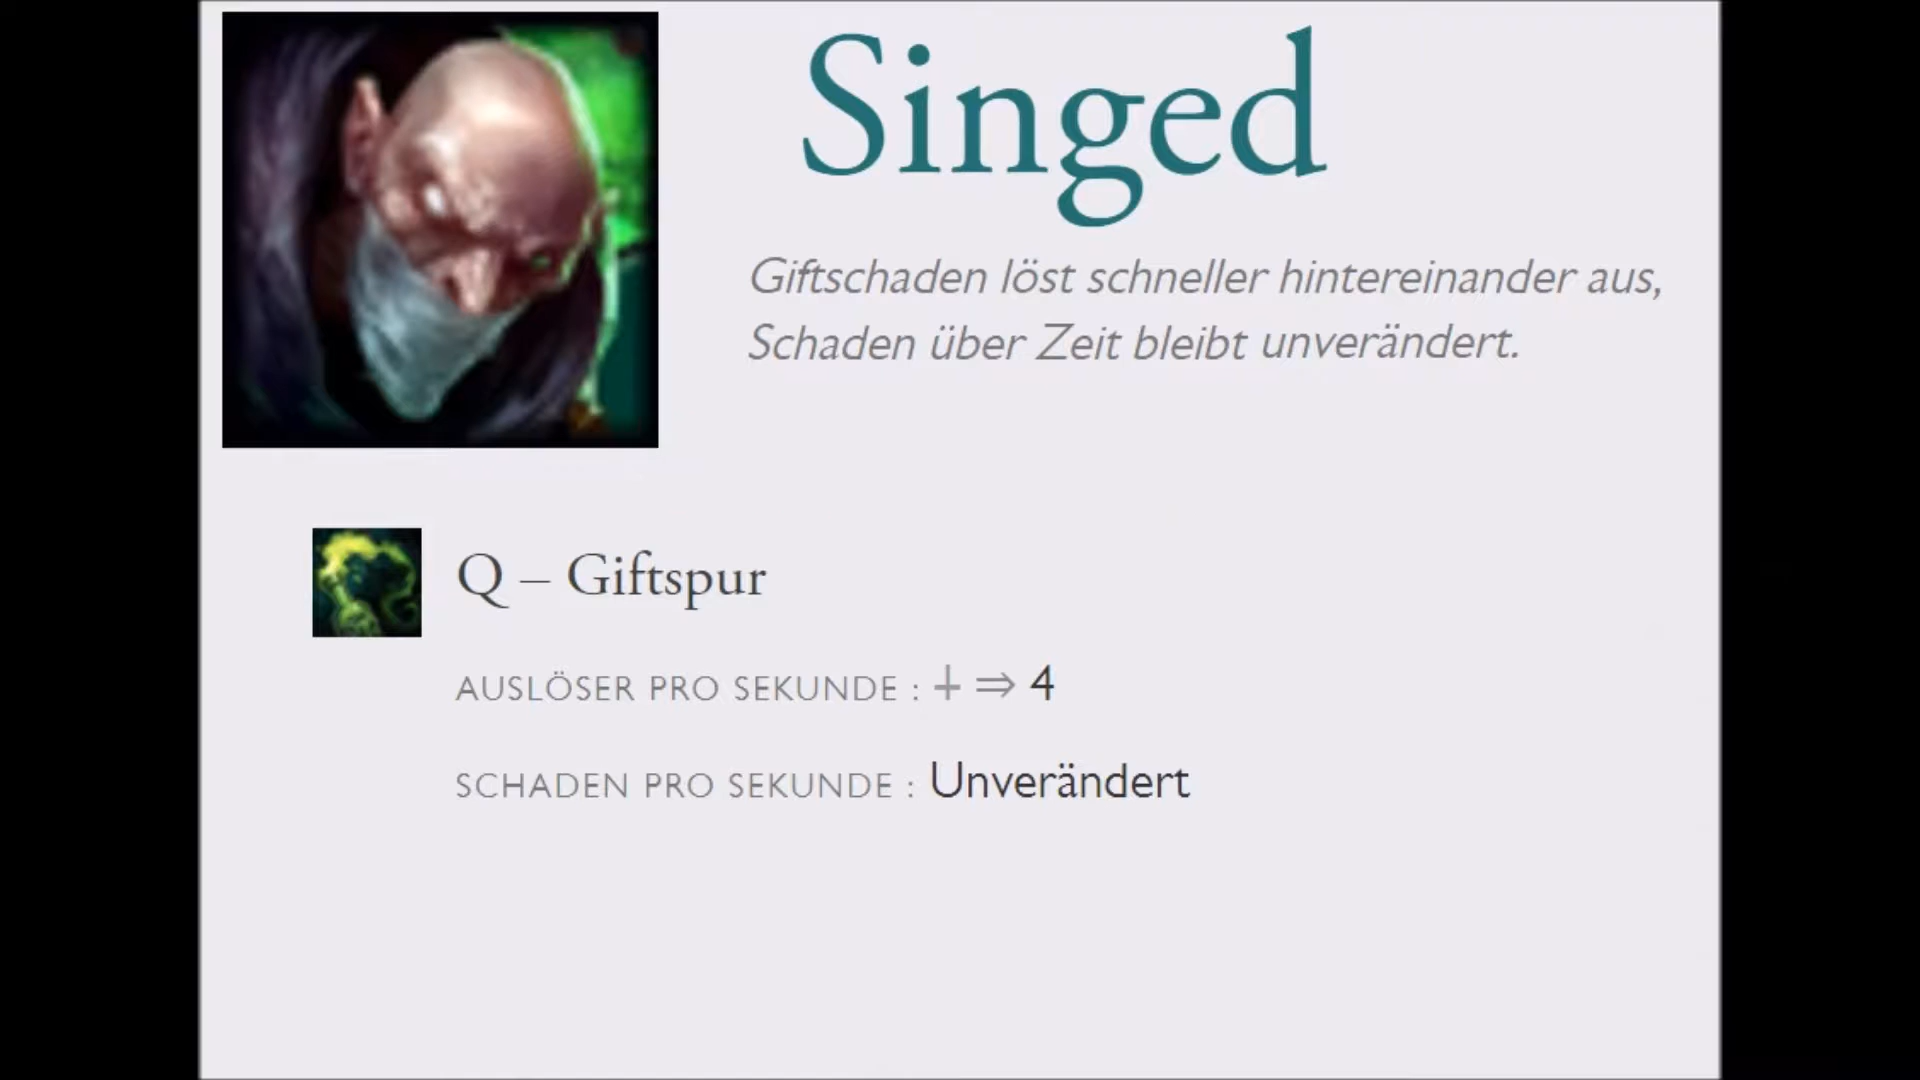 Singed
Giftschaden löst schneller hintereinander aus,
Schaden über Zeit bleibt unverändert.
Q – Giftspur
AUSLÖSER PRO SEKUNDE : 1 ⇒ 4
SCHADEN PRO SEKUNDE : Unverändert